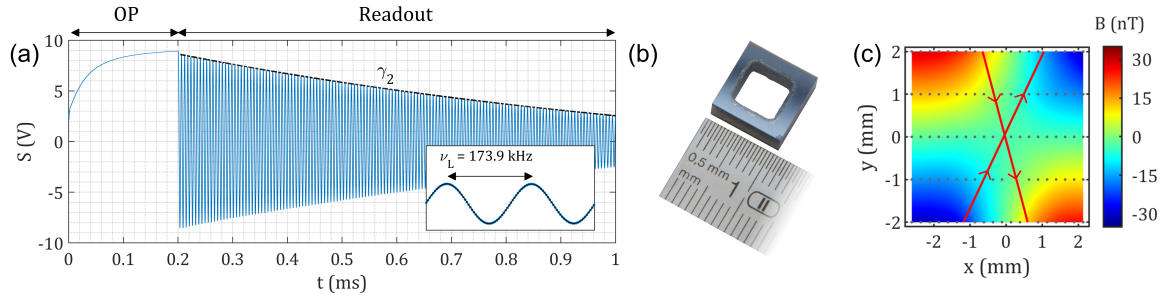 OP
Readout
(a)
10
5
0
-5
-10
S (V)
γ₂
ν_L = 173.9 kHz
0
0.1
0.2
0.3
0.4
0.5
0.6
0.7
0.8
0.9
1
t (ms)
(b)
0.5 mm
mm
1
(c)
B (nT)
2
1
0
-1
-2
y (mm)
-2
-1
0
1
2
x (mm)
30
15
0
-15
-30